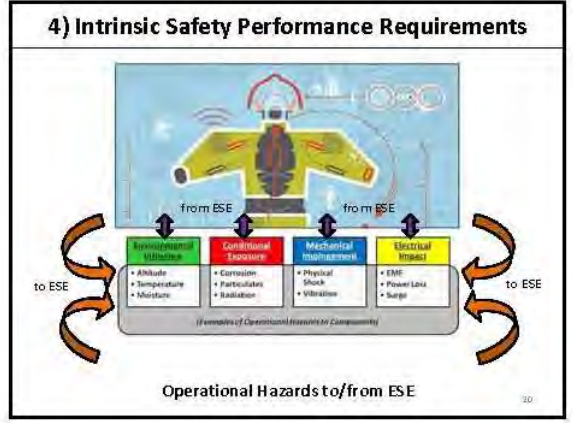 4) Intrinsic Safety Performance Requirements
from ESE from ESE
Environmental
Conditional Exposure
Mechanical Impingement
Electrical Impact
• Altitude
• Temperature
• Moisture
• Corrosion
• Particulates
• Radiation
• Physical Shock
• Vibration
• EMF
• Power Loss
• Surge
to ESE to ESE
(Examples of Operational Hazards to Components)
Operational Hazards to/from ESE
20